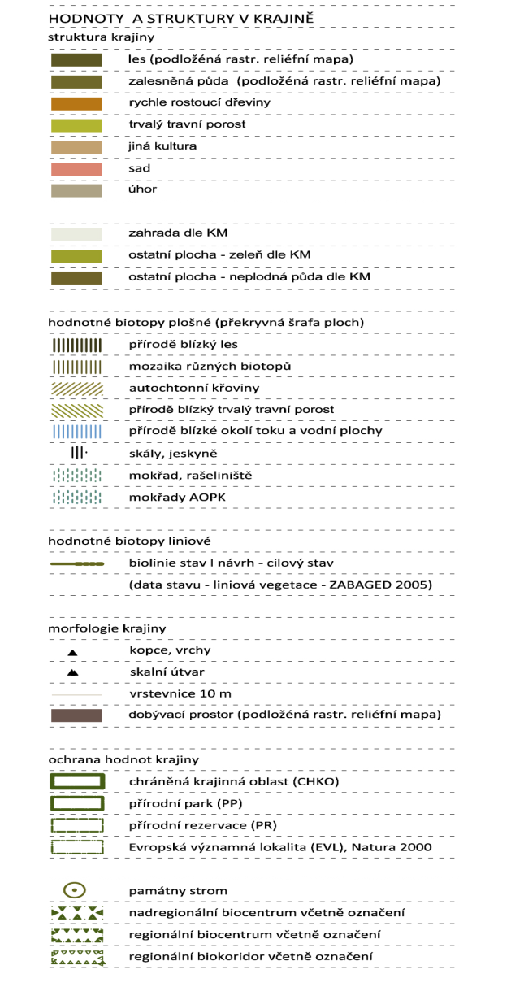 HODNOTY A STRUKTURY V KRAJINĚ
struktura krajiny
les (podložéná rastr. reliéfní mapa)
zalesněná půda (podložéná rastr. reliéfní mapa)
rychle rostoucí dřeviny
trvalý travní porost
jiná kultura
sad
úhor
zahrada dle KM
ostatní plocha - zeleň dle KM
ostatní plocha - neplodná půda dle KM
hodnotné biotopy plošné (překryvná šrafa ploch)
přírodě blízký les
mozaika různých biotopů
autochtonní křoviny
přírodě blízký trvalý travní porost
přírodě blízké okolí toku a vodní plochy
skály, jeskyně
mokřad, rašeliniště
mokřady AOPK
hodnotné biotopy liniové
biolinie stav I návrh - cilový stav
(data stavu - liniová vegetace - ZABAGED 2005)
morfologie krajiny
kopce, vrchy
skalní útvar
vrstevnice 10 m
dobývací prostor (podložéná rastr. reliéfní mapa)
ochrana hodnot krajiny
chráněná krajinná oblast (CHKO)
přírodní park (PP)
přírodní rezervace (PR)
Evropská významná lokalita (EVL), Natura 2000
památny strom
nadregionální biocentrum včetně označení
regionální biocentrum včetně označení
regionální biokoridor včetně označení